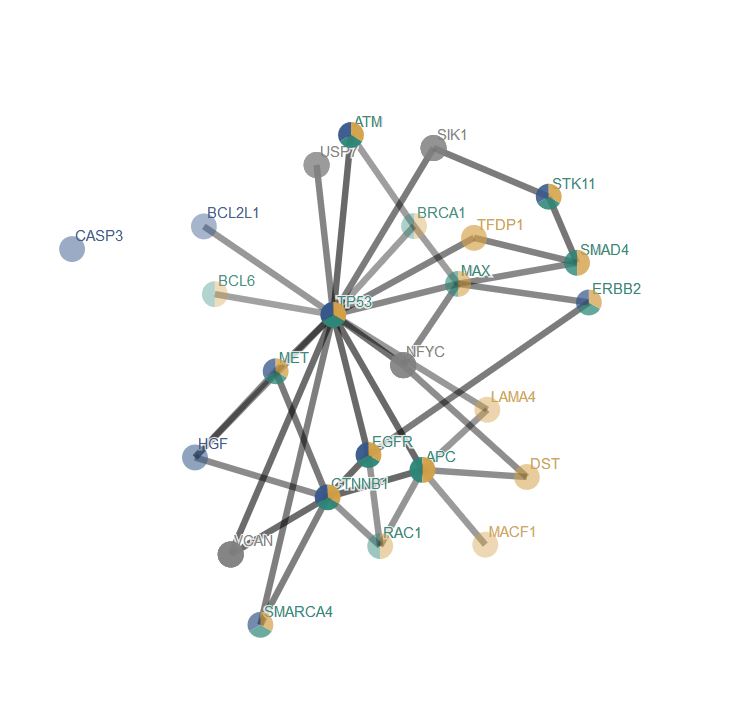 ATM
SIK1
USP7
STK11
BCL2L1
BRCA1
TFDP1
CASP3
SMAD4
MAX
BCL6
ERBB2
TP53
NFYC
MET
LAMA4
HGF
EGFR
APC
DST
CTNNB1
RAC1
MACF1
VCAN
SMARCA4